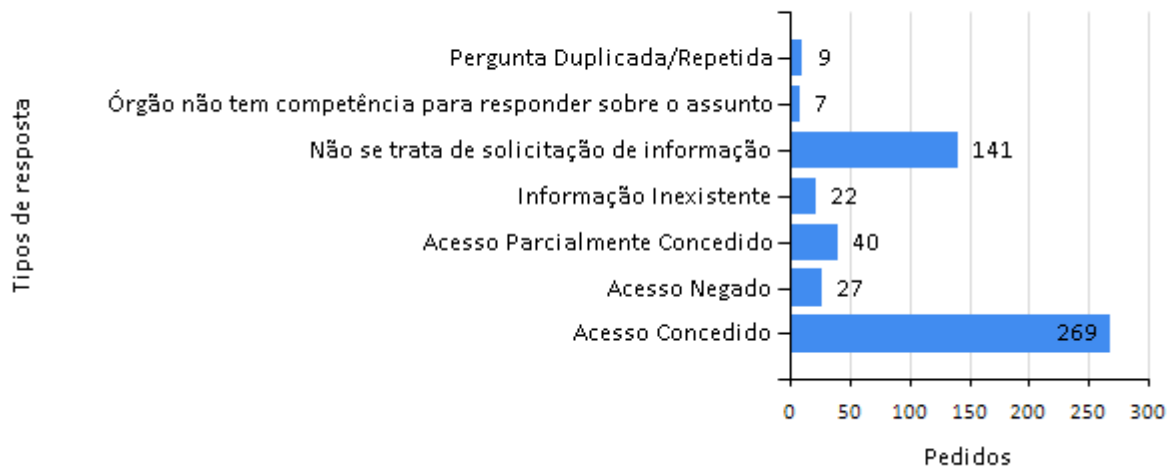 Tipos de resposta
Pergunta Duplicada/Repetida 9
Órgão não tem competência para responder sobre o assunto 7
Não se trata de solicitação de informação 141
Informação Inexistente 22
Acesso Parcialmente Concedido 40
Acesso Negado 27
Acesso Concedido 269
0 50 100 150 200 250 300
Pedidos